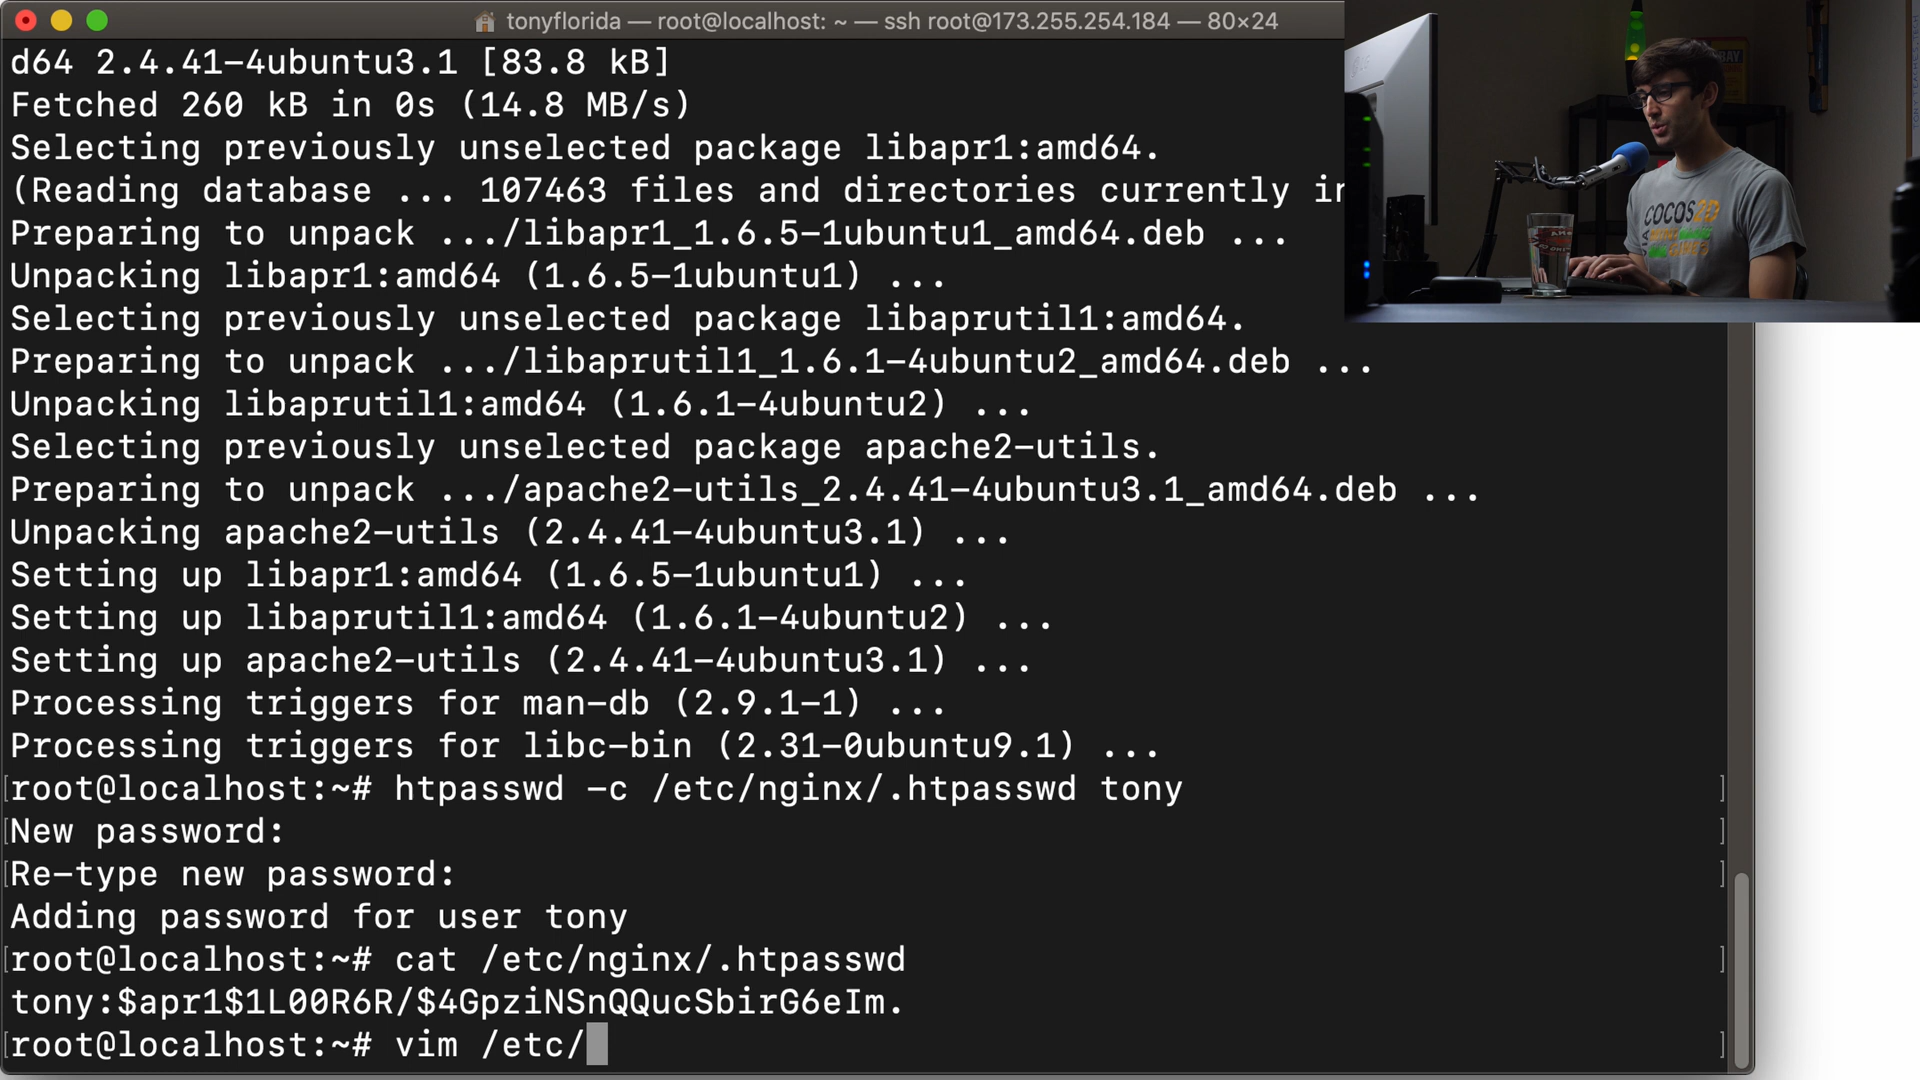 tonyflorida — root@localhost: ~ — ssh root@173.255.254.184 — 80×24
d64 2.4.41-4ubuntu3.1 [83.8 kB]
Fetched 260 kB in 0s (14.8 MB/s)
Selecting previously unselected package libapr1:amd64.
(Reading database ... 107463 files and directories currently in
Preparing to unpack .../libapr1_1.6.5-1ubuntu1_amd64.deb ...
Unpacking libapr1:amd64 (1.6.5-1ubuntu1) ...
Selecting previously unselected package libaprutil1:amd64.
Preparing to unpack .../libaprutil1_1.6.1-4ubuntu2_amd64.deb ...
Unpacking libaprutil1:amd64 (1.6.1-4ubuntu2) ...
Selecting previously unselected package apache2-utils.
Preparing to unpack .../apache2-utils_2.4.41-4ubuntu3.1_amd64.deb ...
Unpacking apache2-utils (2.4.41-4ubuntu3.1) ...
Setting up libapr1:amd64 (1.6.5-1ubuntu1) ...
Setting up libaprutil1:amd64 (1.6.1-4ubuntu2) ...
Setting up apache2-utils (2.4.41-4ubuntu3.1) ...
Processing triggers for man-db (2.9.1-1) ...
Processing triggers for libc-bin (2.31-0ubuntu9.1) ...
[root@localhost:~# htpasswd -c /etc/nginx/.htpasswd tony ]
[New password: ]
[Re-type new password: ]
Adding password for user tony
[root@localhost:~# cat /etc/nginx/.htpasswd ]
tony:$apr1$1L00R6R/$4GpziNSnQQucSbirG6eIm.
[root@localhost:~# vim /etc/ ]
COCOS2D